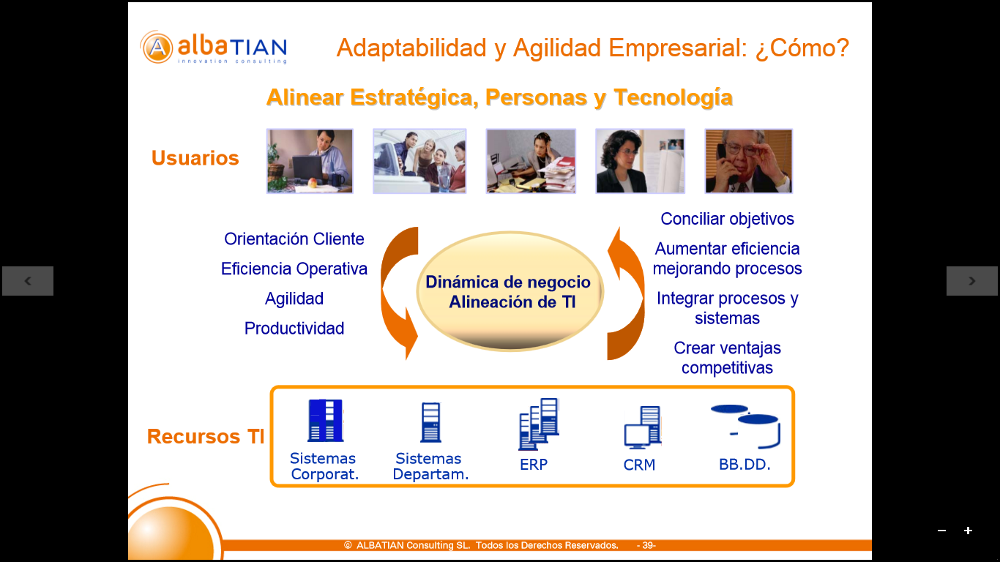 albaTIAN
innovation consulting
Adaptabilidad y Agilidad Empresarial: ¿Cómo?
Alinear Estratégica, Personas y Tecnología
Usuarios
Orientación Cliente
Eficiencia Operativa
Agilidad
Productividad
Dinámica de negocio
Alineación de TI
Conciliar objetivos
Aumentar eficiencia
mejorando procesos
Integrar procesos y
sistemas
Crear ventajas
competitivas
Recursos TI
Sistemas
Corporat.
Sistemas
Departam.
ERP
CRM
BB.DD.
© ALBATIAN Consulting SL. Todos los Derechos Reservados. - 39-